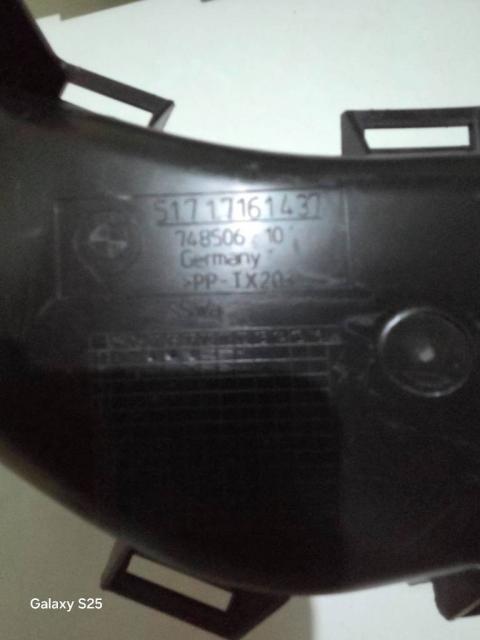 51717161437
748506 10
Germany
>PP-TX20<
Galaxy S25